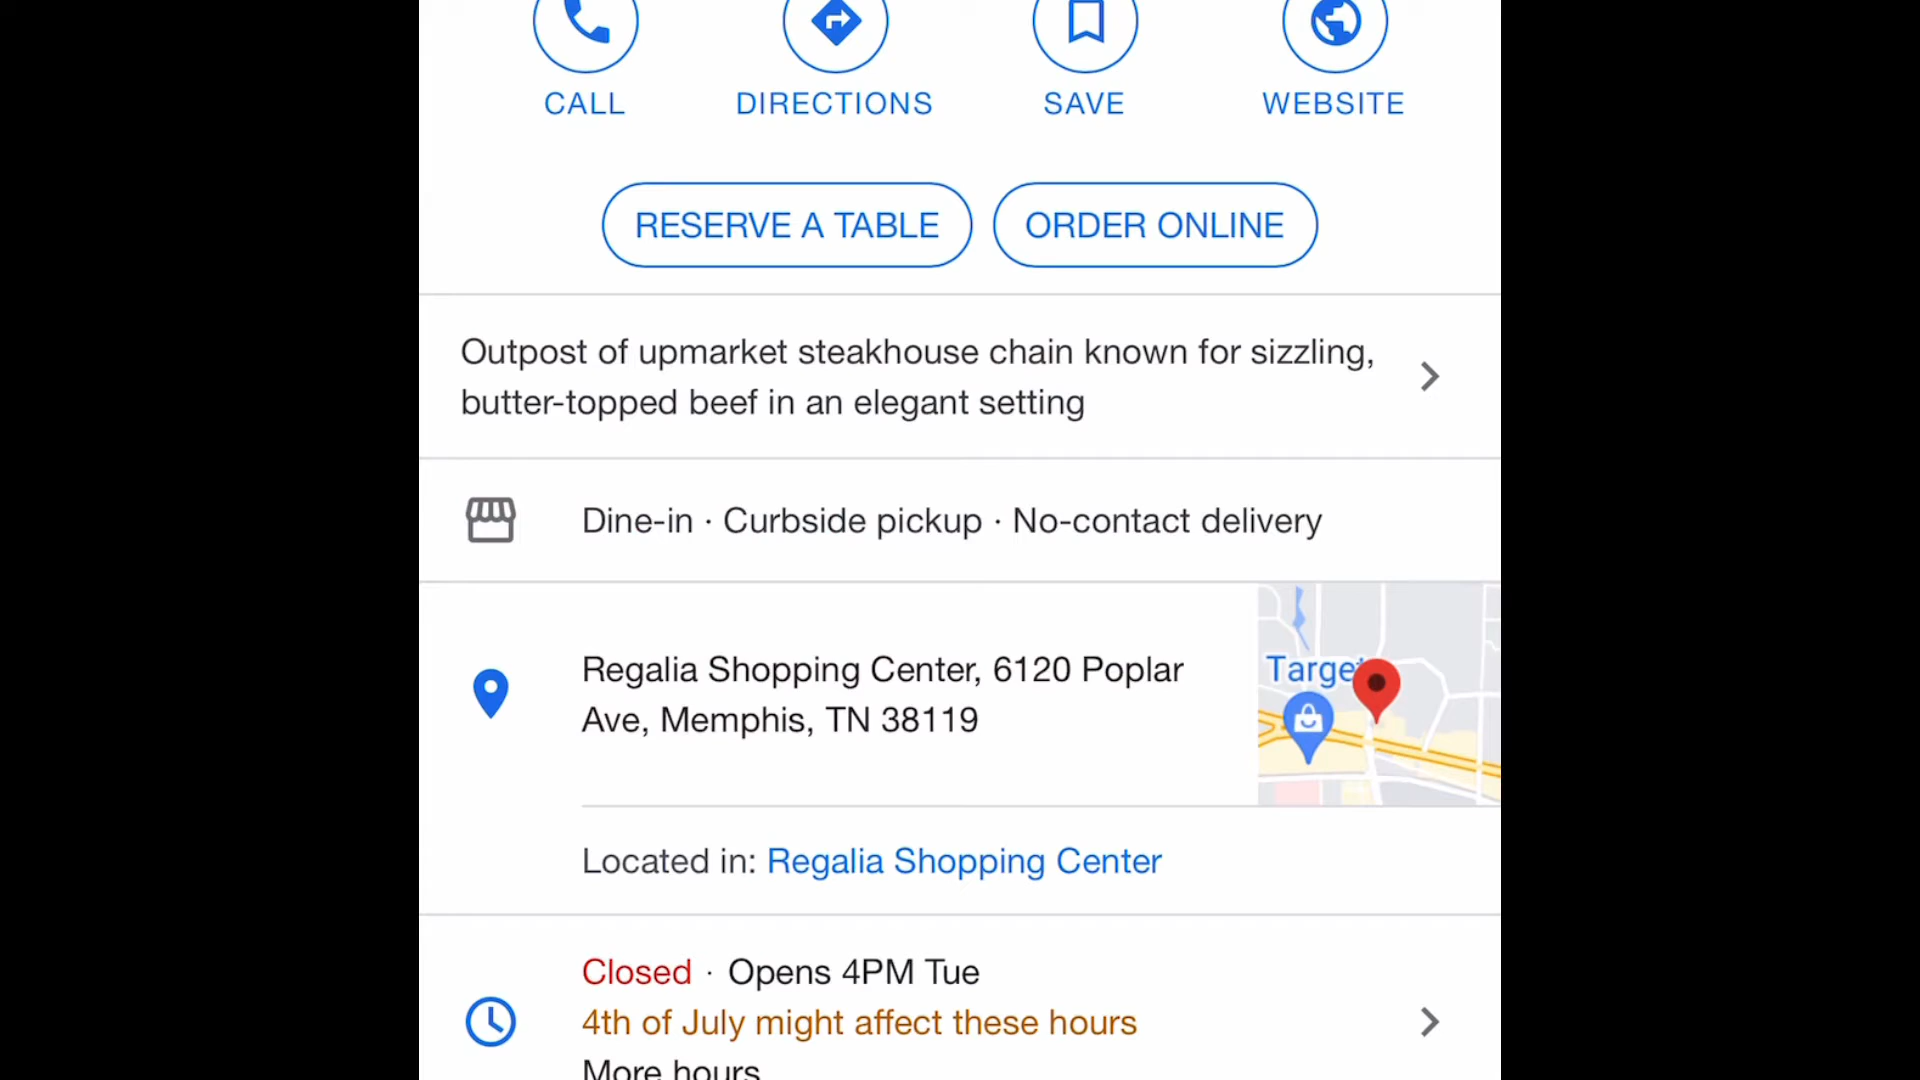 CALL
DIRECTIONS
SAVE
WEBSITE
RESERVE A TABLE
ORDER ONLINE
Outpost of upmarket steakhouse chain known for sizzling,
butter-topped beef in an elegant setting
Dine-in · Curbside pickup · No-contact delivery
Regalia Shopping Center, 6120 Poplar
Ave, Memphis, TN 38119
Target
Located in: Regalia Shopping Center
Closed · Opens 4PM Tue
4th of July might affect these hours
More hours